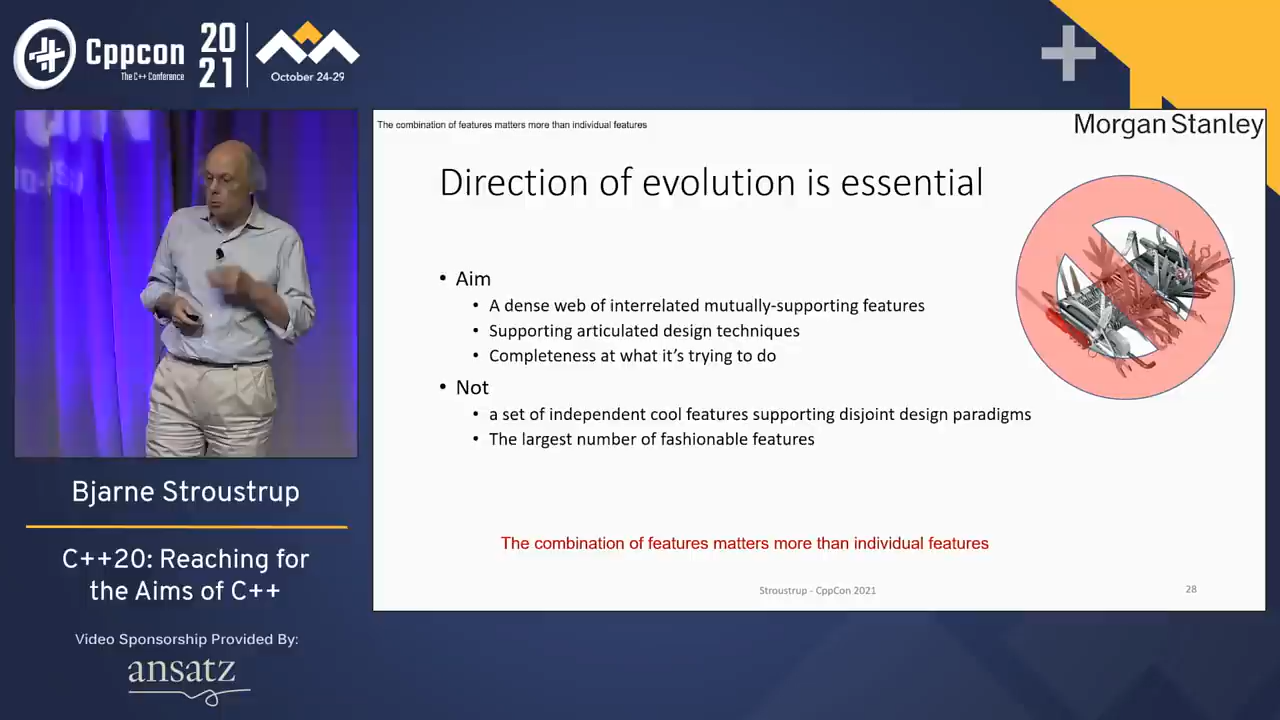 Cppcon
The C++ Conference
20
21
October 24-29
The combination of features matters more than individual features
Morgan Stanley
Direction of evolution is essential
• Aim
• A dense web of interrelated mutually-supporting features
• Supporting articulated design techniques
• Completeness at what it's trying to do
• Not
• a set of independent cool features supporting disjoint design paradigms
• The largest number of fashionable features
The combination of features matters more than individual features
Stroustrup - CppCon 2021
28
Bjarne Stroustrup
C++20: Reaching for
the Aims of C++
Video Sponsorship Provided By:
ansatz